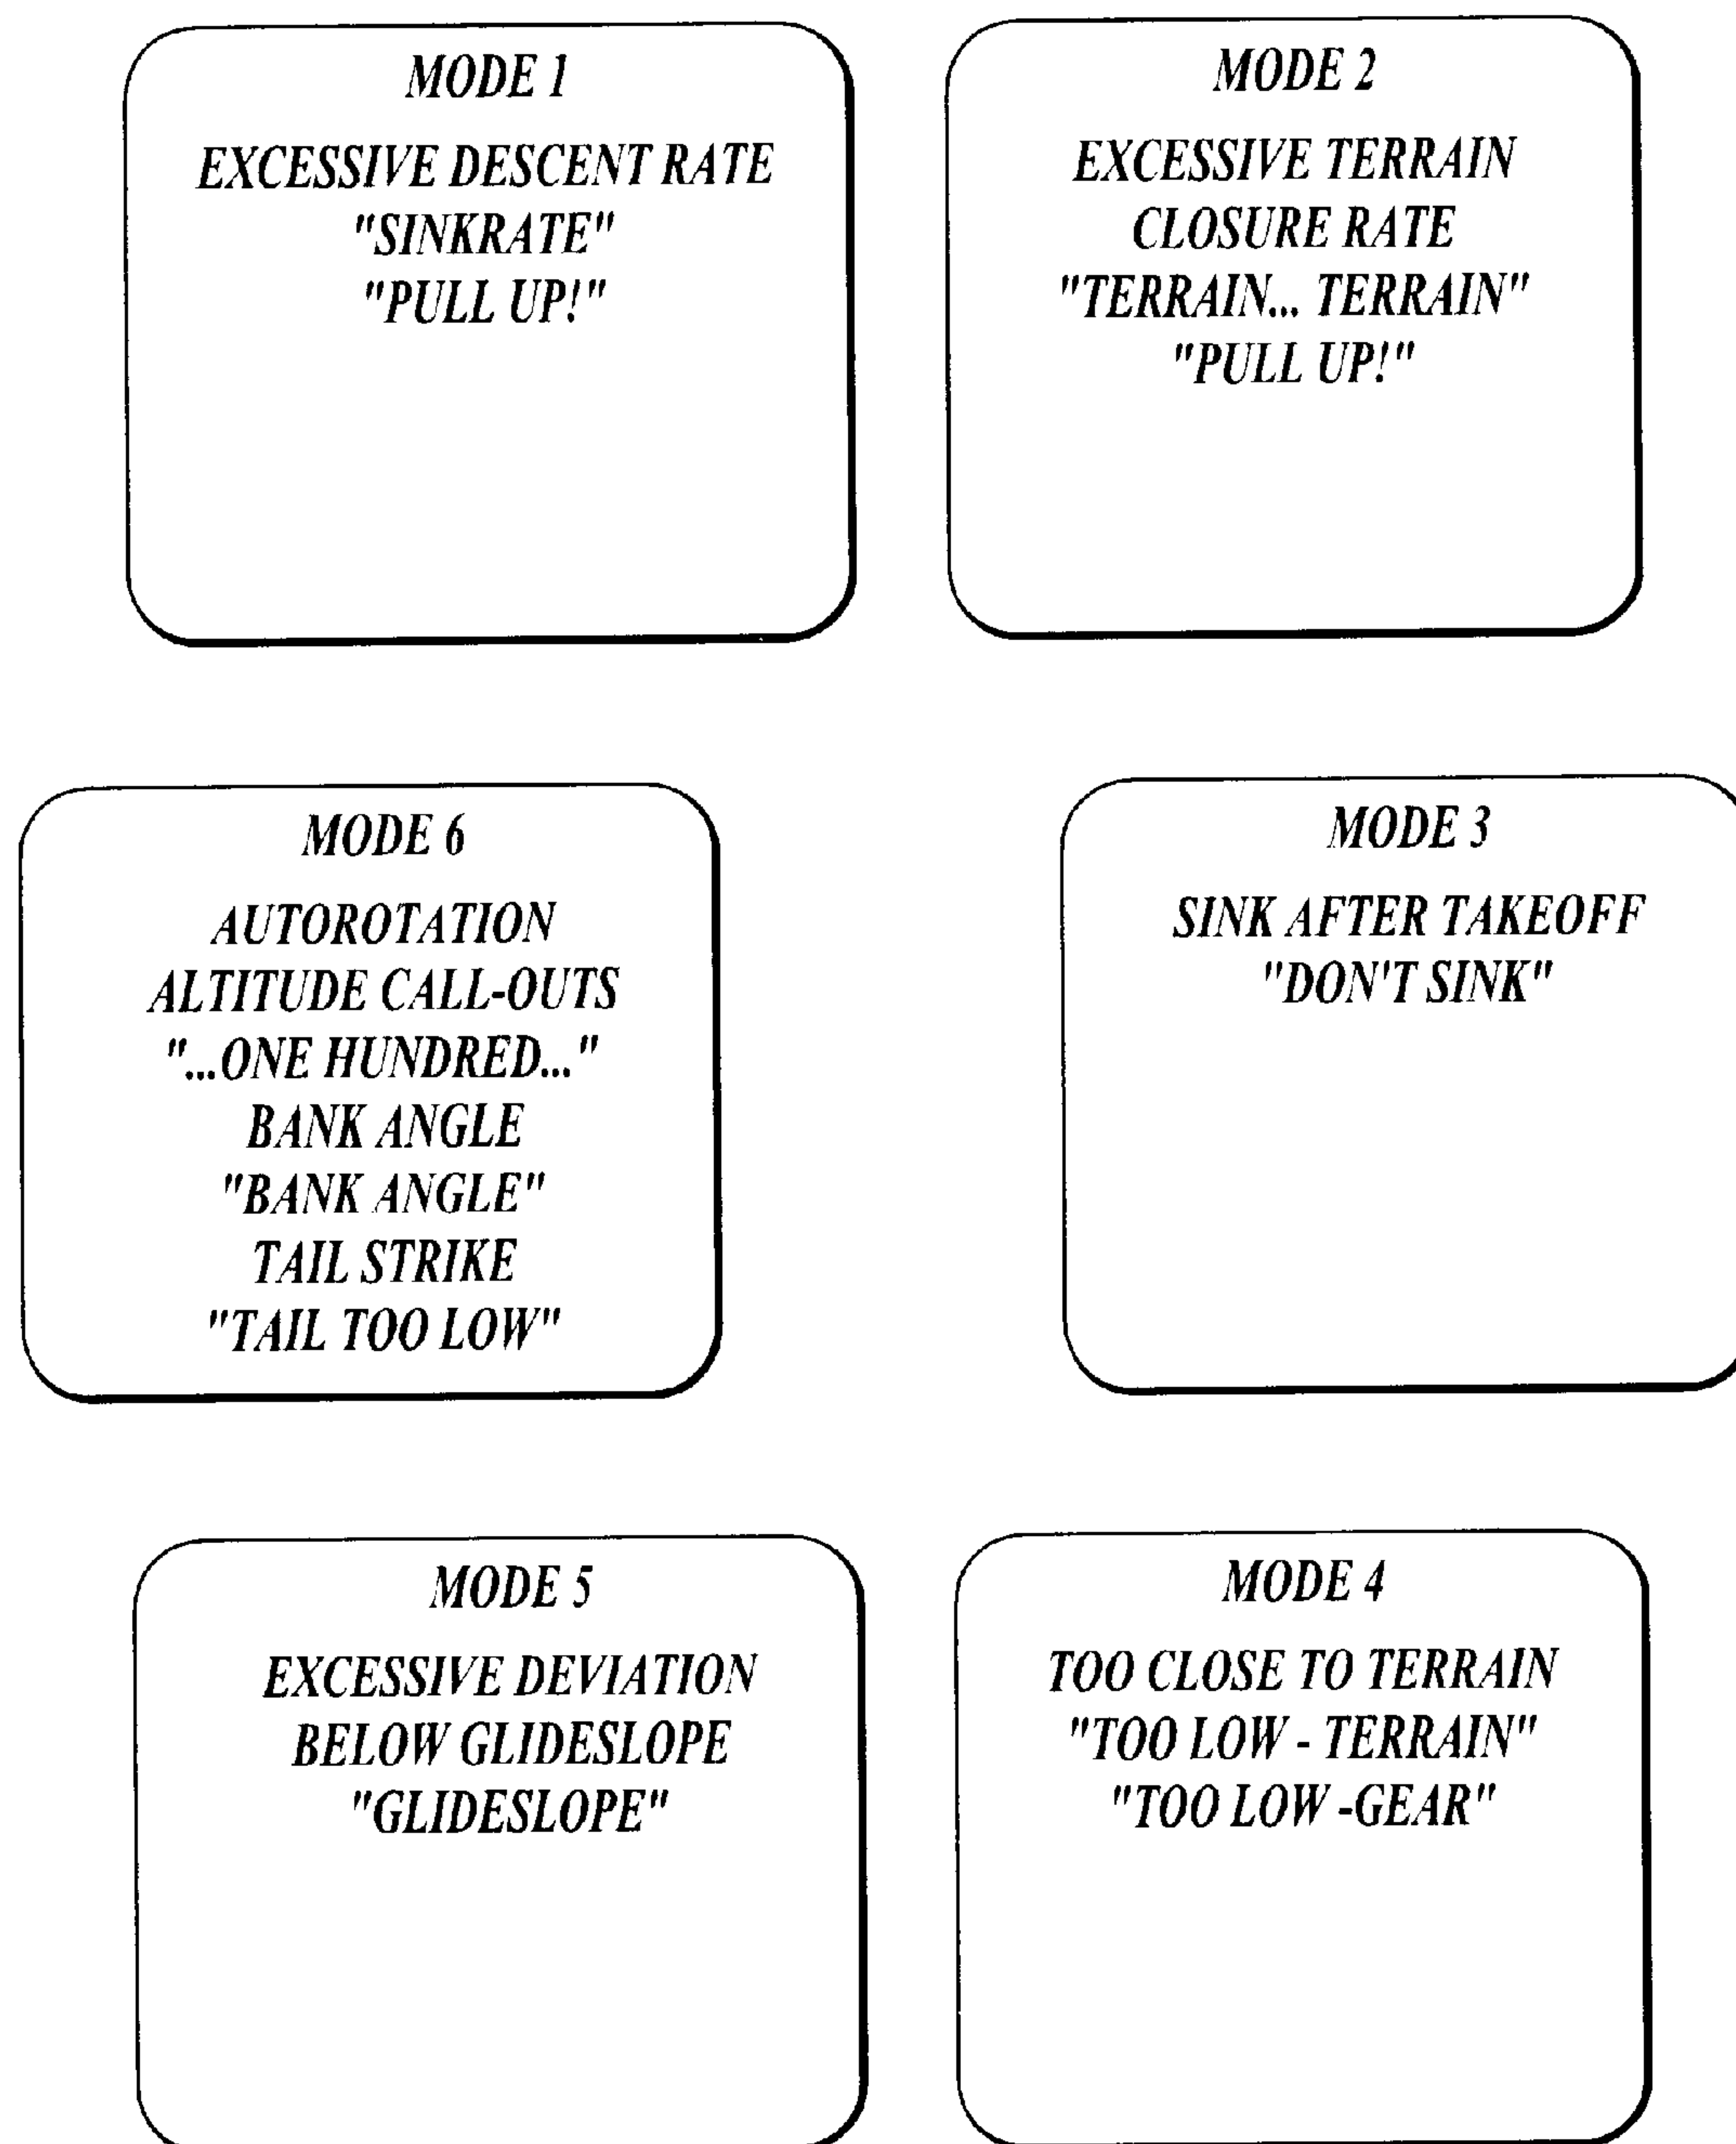 MODE 1
EXCESSIVE DESCENT RATE
"SINKRATE"
"PULL UP!"
MODE 2
EXCESSIVE TERRAIN
CLOSURE RATE
"TERRAIN... TERRAIN"
"PULL UP!"
MODE 6
AUTOROTATION
ALTITUDE CALL-OUTS
"...ONE HUNDRED..."
BANK ANGLE
"BANK ANGLE"
TAIL STRIKE
"TAIL TOO LOW"
MODE 3
SINK AFTER TAKEOFF
"DON'T SINK"
MODE 5
EXCESSIVE DEVIATION
BELOW GLIDESLOPE
"GLIDESLOPE"
MODE 4
TOO CLOSE TO TERRAIN
"TOO LOW - TERRAIN"
"TOO LOW -GEAR"